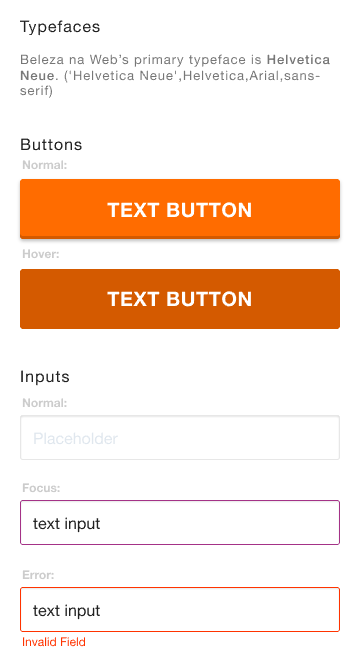 Typefaces
Beleza na Web’s primary typeface is Helvetica
Neue. ('Helvetica Neue',Helvetica,Arial,sans-
serif)
Buttons
Normal:
TEXT BUTTON
Hover:
TEXT BUTTON
Inputs
Normal:
Placeholder
Focus:
text input
Error:
text input
Invalid Field